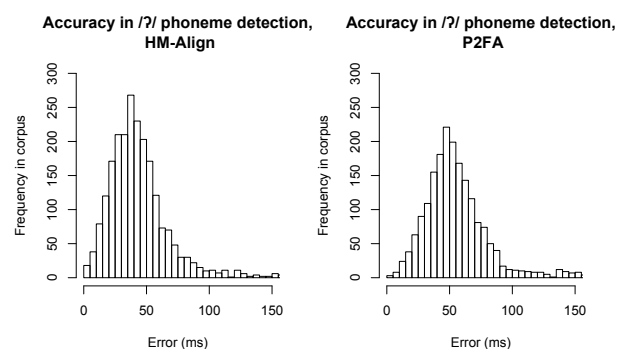 Accuracy in /ʔ/ phoneme detection,
HM-Align
Frequency in corpus
300
250
200
150
100
50
0
0 50 100 150
Error (ms)
Accuracy in /ʔ/ phoneme detection,
P2FA
Frequency in corpus
300
250
200
150
100
50
0
0 50 100 150
Error (ms)